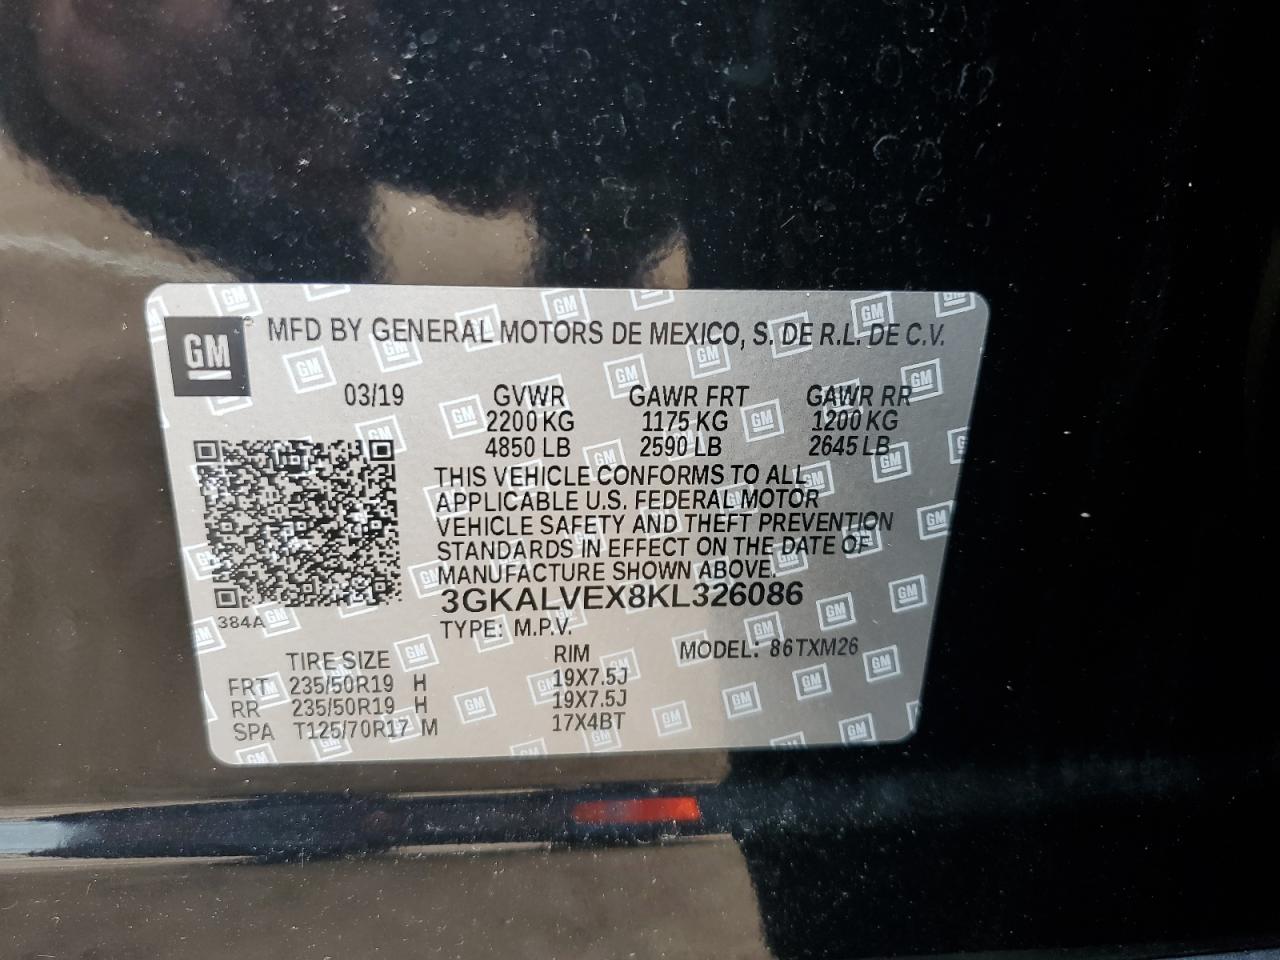 GM ® MFD BY GENERAL MOTORS DE MEXICO, S. DE R.L. DE C.V.
03/19 GVWR GAWR FRT GAWR RR
2200 KG 1175 KG 1200 KG
4850 LB 2590 LB 2645 LB
THIS VEHICLE CONFORMS TO ALL
APPLICABLE U.S. FEDERAL MOTOR
VEHICLE SAFETY AND THEFT PREVENTION
STANDARDS IN EFFECT ON THE DATE OF
MANUFACTURE SHOWN ABOVE.
3GKALVEX8KL326086
384A
TYPE: M.P.V.
MODEL: 86TXM26
TIRE SIZE RIM
FRT 235/50R19 H 19X7.5J
RR 235/50R19 H 19X7.5J
SPA T125/70R17 M 17X4BT